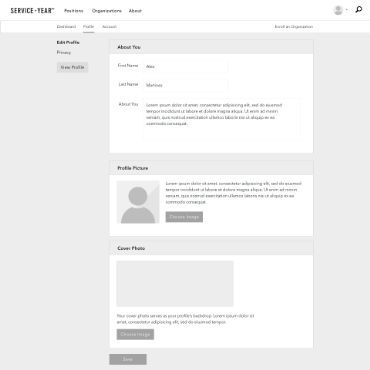 SERVICE • YEAR™ Positions Organizations About
Dashboard Profile Account Enroll an Organization
Edit Profile
Privacy
View Profile
About You
First Name Alex
Last Name
About You Lorem ipsum dolor sit amet, consectetur adipiscing elit, sed do eiusmod
tempor incididunt ut labore et dolore magna aliqua. Ut enim ad minim
veniam, quis nostrud exercitation ullamco laboris nisi ut aliquip ex ea
commodo consequat.
Profile Picture
Lorem ipsum dolor sit amet, consectetur adipiscing elit, sed do eiusmod
tempor incididunt ut labore et dolore magna aliqua. Ut enim ad minim
veniam, quis nostrud exercitation ullamco laboris nisi ut aliquip ex ea
commodo consequat.
Choose Image
Cover Photo
Your cover photo serves as your profile's backdrop. Lorem ipsum dolor sit
amet, consectetur adipiscing elit, sed do eiusmod tempor.
Choose Image
Save